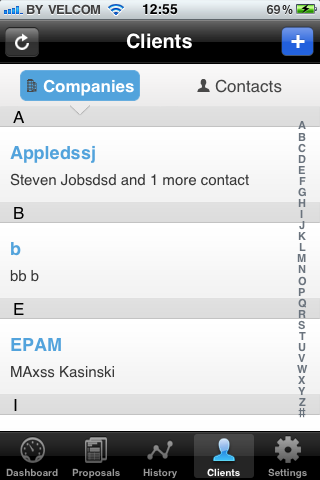 BY VELCOM 12:55 69%
Clients
Companies Contacts
A
Appledssj
Steven Jobsdsd and 1 more contact
B
b
bb b
E
EPAM
MAxss Kasinski
I
A
B
C
D
E
F
G
H
I
J
K
L
M
N
O
P
Q
R
S
T
U
V
W
X
Y
Z
#
Dashboard Proposals History Clients Settings